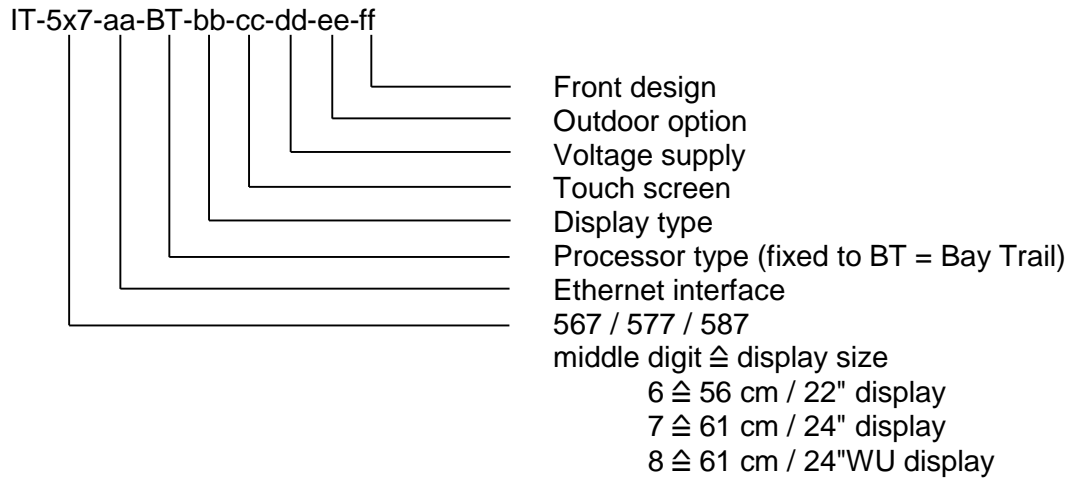 IT-5x7-aa-BT-bb-cc-dd-ee-ff
Front design
Outdoor option
Voltage supply
Touch screen
Display type
Processor type (fixed to BT = Bay Trail)
Ethernet interface
567 / 577 / 587
middle digit ≙ display size
6 ≙ 56 cm / 22" display
7 ≙ 61 cm / 24" display
8 ≙ 61 cm / 24"WU display